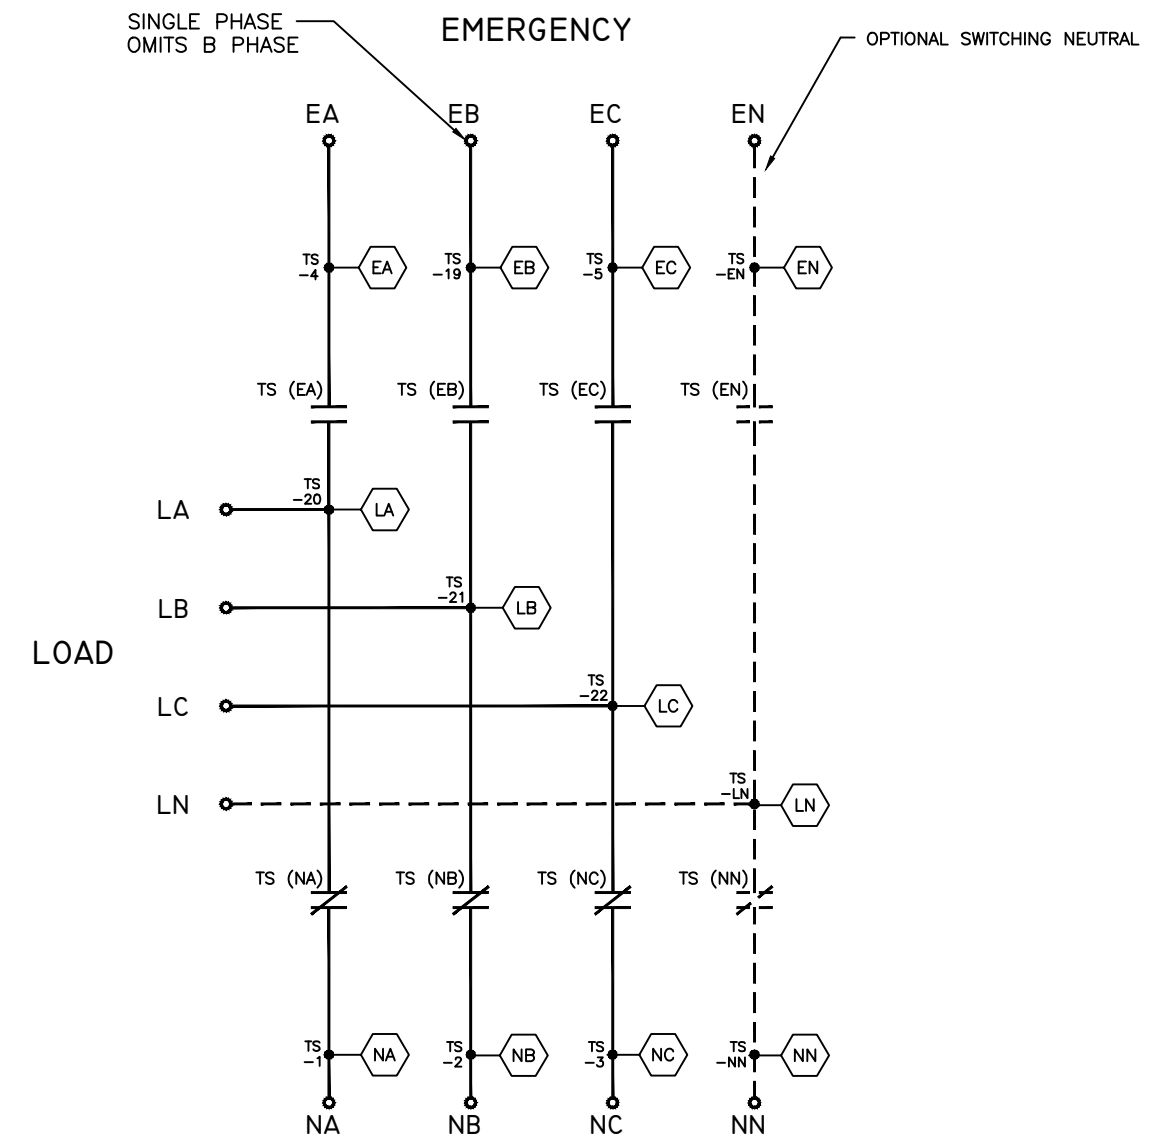 SINGLE PHASE
OMITS B PHASE
EMERGENCY
OPTIONAL SWITCHING NEUTRAL
EA
EB
EC
EN
TS
-4
EA
TS
-19
EB
TS
-5
EC
TS
-EN
EN
TS (EA)
TS (EB)
TS (EC)
TS (EN)
LA
TS
-20
LA
LB
TS
-21
LB
LOAD
LC
TS
-22
LC
LN
TS
-LN
LN
TS (NA)
TS (NB)
TS (NC)
TS (NN)
TS
-1
NA
TS
-2
NB
TS
-3
NC
TS
-NN
NN
NA
NB
NC
NN